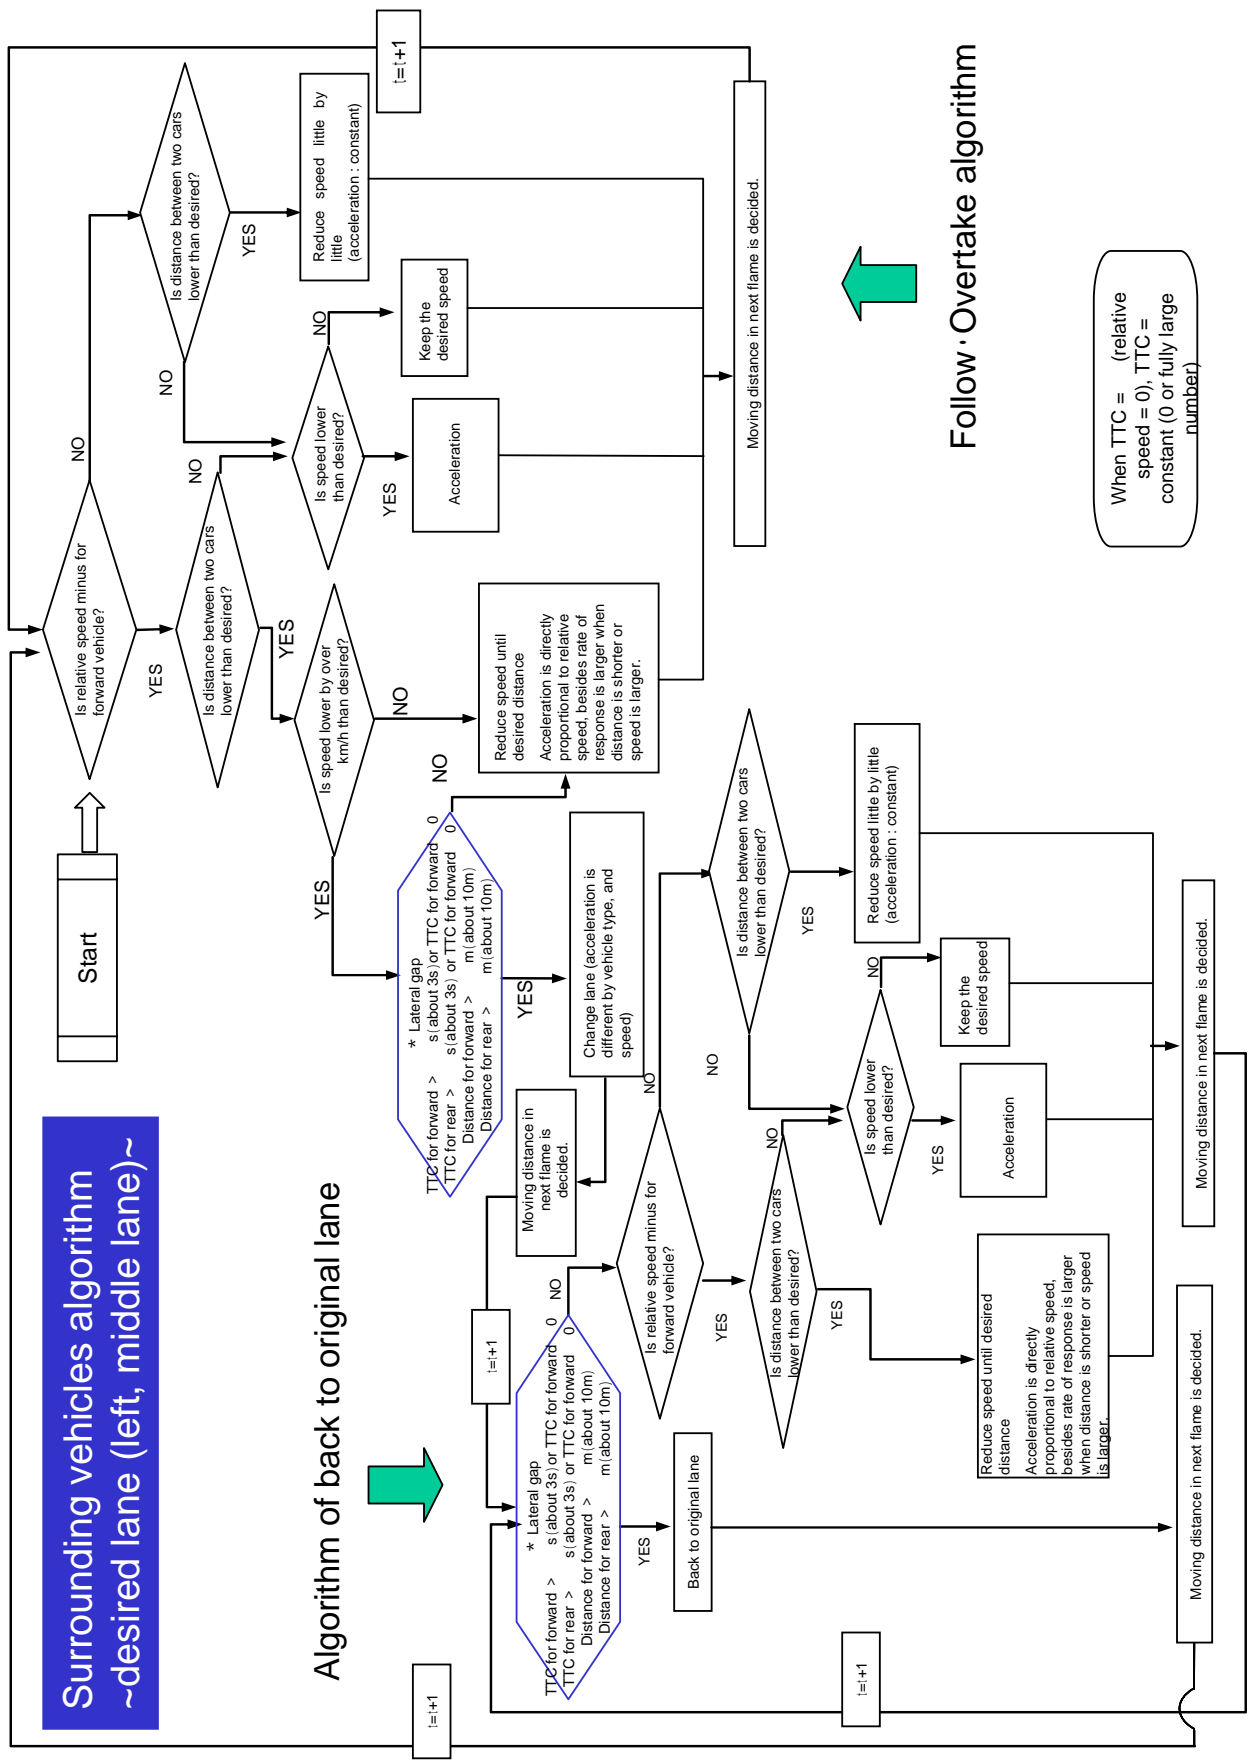 Surrounding vehicles algorithm
~desired lane (left, middle lane)~
Start
Is relative speed minus for
forward vehicle?
NO
YES
Is distance between two cars
lower than desired?
NO
YES
Is distance between two cars
lower than desired?
NO
YES
Reduce speed little by
little
(acceleration : constant)
t=t+1
Is speed lower by over
km/h than desired?
YES
NO
Is speed lower
than desired?
NO
YES
Keep the
desired speed
Acceleration
Reduce speed until
desired distance
Acceleration is directly
proportional to relative
speed, besides rate of
response is larger when
distance is shorter or
speed is larger.
Moving distance in next flame is decided.
Follow・Overtake algorithm
When TTC = (relative
speed = 0), TTC =
constant (0 or fully large
number)
* Lateral gap
TTC for forward > s(about 3s)or TTC for forward 0
TTC for rear > s(about 3s) or TTC for forward 0
Distance for forward > m(about 10m)
Distance for rear > m(about 10m)
NO
YES
Change lane (acceleration is
different by vehicle type, and
speed)
Moving distance in
next flame is
decided.
t=t+1
Algorithm of back to original lane
* Lateral gap
TTC for forward > s(about 3s)or TTC for forward 0
TTC for rear > s(about 3s) or TTC for forward 0
Distance for forward > m(about 10m)
Distance for rear > m(about 10m)
NO
YES
Back to original lane
Is relative speed minus for
forward vehicle?
NO
YES
Is distance between two cars
lower than desired?
NO
YES
Is distance between two cars
lower than desired?
NO
YES
Reduce speed little by little
(acceleration : constant)
Is speed lower
than desired?
NO
YES
Keep the
desired speed
Acceleration
Reduce speed until desired
distance
Acceleration is directly
proportional to relative speed,
besides rate of response is larger
when distance is shorter or speed
is larger.
Moving distance in next flame is decided.
Moving distance in next flame is decided.
t=t+1
t=t+1